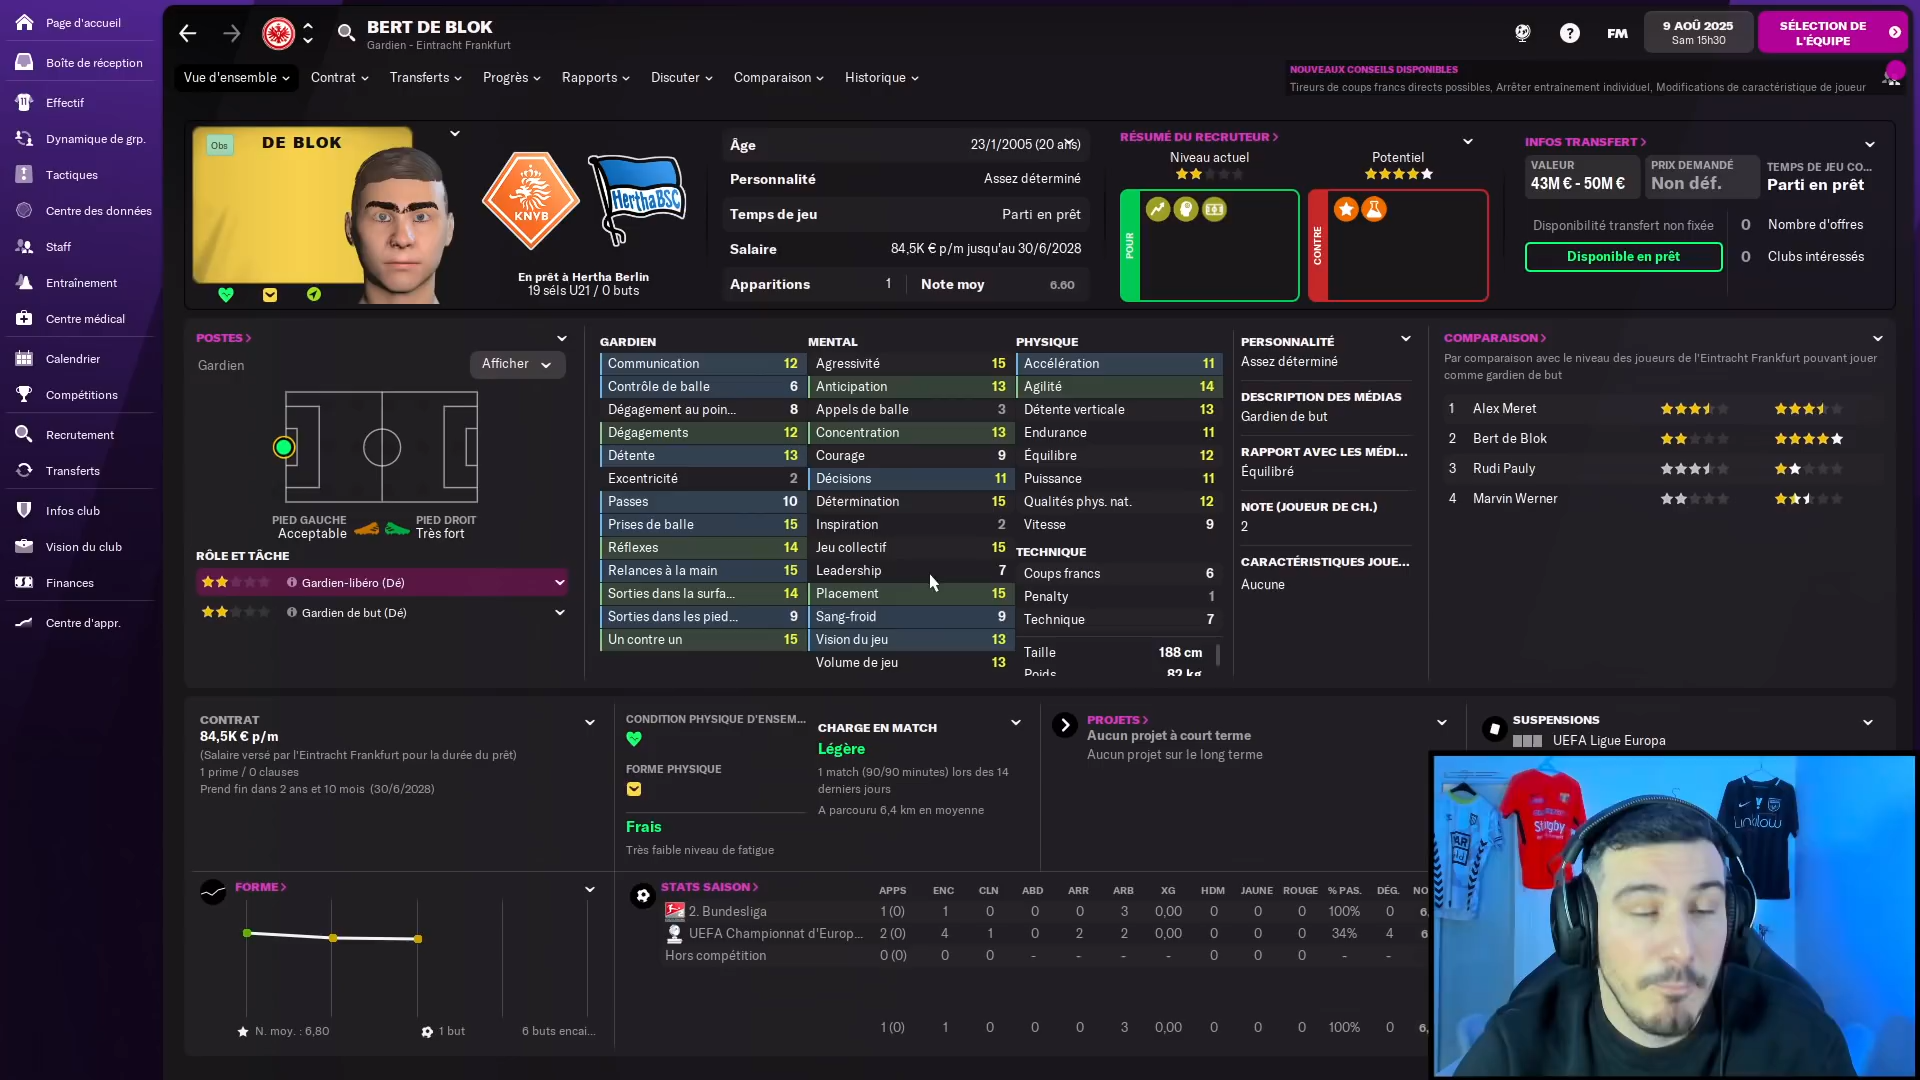 Page d'accueil
Boîte de réception
Effectif
Dynamique de grp.
Tactiques
Centre des données
Staff
Entraînement
Centre médical
Calendrier
Compétitions
Recrutement
Transferts
Infos club
Vision du club
Finances
Centre d'appr.
BERT DE BLOK
Gardien - Eintracht Frankfurt
FM
9 AOÛ 2025
Sam 15h30
SÉLECTION DE
L'ÉQUIPE
Vue d'ensemble
Contrat
Transferts
Progrès
Rapports
Discuter
Comparaison
Historique
NOUVEAUX CONSEILS DISPONIBLES
Tireurs de coups francs directs possibles, Arrêter entraînement individuel, Modifications de caractéristique de joueur
Obs
DE BLOK
KNVB
Hertha BSC
En prêt à Hertha Berlin
19 séls U21 / 0 buts
Âge 23/1/2005 (20 ans)
Personnalité Assez déterminé
Temps de jeu Parti en prêt
Salaire 84,5K € p/m jusqu'au 30/6/2028
Apparitions 1 Note moy 6.60
RÉSUMÉ DU RECRUTEUR >
Niveau actuel
Potentiel
POUR
CONTRE
INFOS TRANSFERT >
VALEUR
43M € - 50M €
PRIX DEMANDÉ
Non déf.
TEMPS DE JEU CO...
Parti en prêt
Disponibilité transfert non fixée
0 Nombre d'offres
Disponible en prêt
0 Clubs intéressés
POSTES >
Gardien
Afficher
PIED GAUCHE
Acceptable
PIED DROIT
Très fort
RÔLE ET TÂCHE
Gardien-libéro (Dé)
Gardien de but (Dé)
GARDIEN
Communication 12
Contrôle de balle 6
Dégagement au poin... 8
Dégagements 12
Détente 13
Excentricité 2
Passes 10
Prises de balle 15
Réflexes 14
Relances à la main 15
Sorties dans la surfa... 14
Sorties dans les pied... 9
Un contre un 15
MENTAL
Agressivité 15
Anticipation 13
Appels de balle 3
Concentration 13
Courage 9
Décisions 11
Détermination 15
Inspiration 2
Jeu collectif 15
Leadership 7
Placement 15
Sang-froid 9
Vision du jeu 13
Volume de jeu 13
PHYSIQUE
Accélération 11
Agilité 14
Détente verticale 13
Endurance 11
Équilibre 12
Puissance 11
Qualités phys. nat. 12
Vitesse 9
TECHNIQUE
Coups francs 6
Penalty 1
Technique 7
Taille 188 cm
Poids 82 kg
PERSONNALITÉ
Assez déterminé
DESCRIPTION DES MÉDIAS
Gardien de but
RAPPORT AVEC LES MÉDI...
Équilibré
NOTE (JOUEUR DE CH.)
2
CARACTÉRISTIQUES JOUE...
Aucune
COMPARAISON >
Par comparaison avec le niveau des joueurs de l'Eintracht Frankfurt pouvant jouer
comme gardien de but
1 Alex Meret
2 Bert de Blok
3 Rudi Pauly
4 Marvin Werner
CONTRAT
84,5K € p/m
(Salaire versé par l'Eintracht Frankfurt pour la durée du prêt)
1 prime / 0 clauses
Prend fin dans 2 ans et 10 mois (30/6/2028)
CONDITION PHYSIQUE D'ENSEM...
FORME PHYSIQUE
Frais
Très faible niveau de fatigue
CHARGE EN MATCH
Légère
1 match (90/90 minutes) lors des 14
derniers jours
A parcouru 6,4 km en moyenne
PROJETS >
Aucun projet à court terme
Aucun projet sur le long terme
SUSPENSIONS
UEFA Ligue Europa
FORME >
N. moy. : 6,80
1 but
6 buts encai...
STATS SAISON > APPS ENC CLN ABD ARR ARB XG HDM JAUNE ROUGE % PAS. DÉG. NO
2. Bundesliga 1 (0) 1 0 0 0 3 0,00 0 0 0 100% 0 6,
UEFA Championnat d'Europ... 2 (0) 4 1 0 2 2 0,00 0 0 0 34% 4 6
Hors compétition 0 (0) 0 0 - - - - 0 0 0 - -
1 (0) 1 0 0 0 3 0,00 0 0 0 100% 0 6,
Stigby